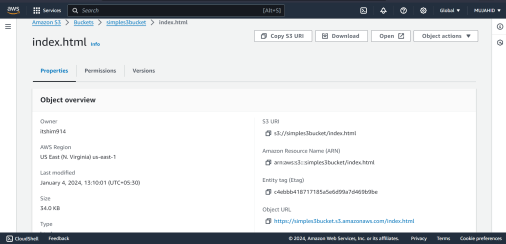 aws Services Search [Alt+S] Global ▼ MUJAHID ▼
Amazon S3 > Buckets > simples3bucket > index.html
index.html Info
Copy S3 URI Download Open Object actions ▼
Properties Permissions Versions
Object overview
Owner
itshim914
AWS Region
US East (N. Virginia) us-east-1
Last modified
January 4, 2024, 13:10:01 (UTC+05:30)
Size
34.0 KB
Type
S3 URI
s3://simples3bucket/index.html
Amazon Resource Name (ARN)
arn:aws:s3:::simples3bucket/index.html
Entity tag (Etag)
c4ebbb418717185a5e6d99a7d469b9be
Object URL
https://simples3bucket.s3.amazonaws.com/index.html
CloudShell Feedback © 2024, Amazon Web Services, Inc. or its affiliates. Privacy Terms Cookie preferences